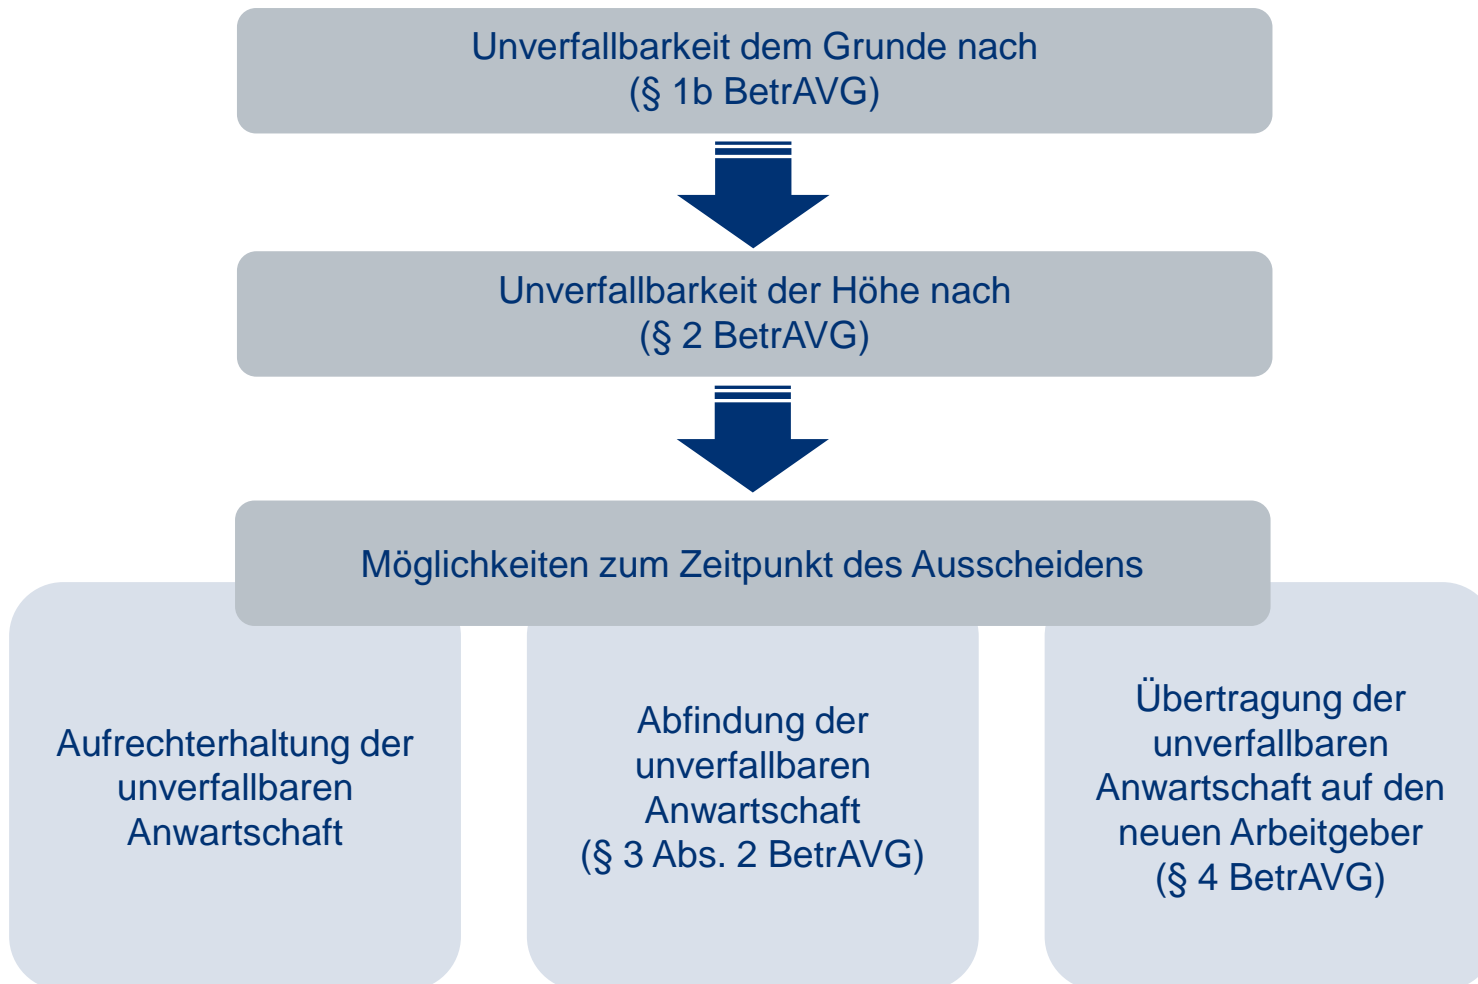 Unverfallbarkeit dem Grunde nach
(§ 1b BetrAVG)
Unverfallbarkeit der Höhe nach
(§ 2 BetrAVG)
Möglichkeiten zum Zeitpunkt des Ausscheidens
Aufrechterhaltung der
unverfallbaren
Anwartschaft
Abfindung der
unverfallbaren
Anwartschaft
(§ 3 Abs. 2 BetrAVG)
Übertragung der
unverfallbaren
Anwartschaft auf den
neuen Arbeitgeber
(§ 4 BetrAVG)